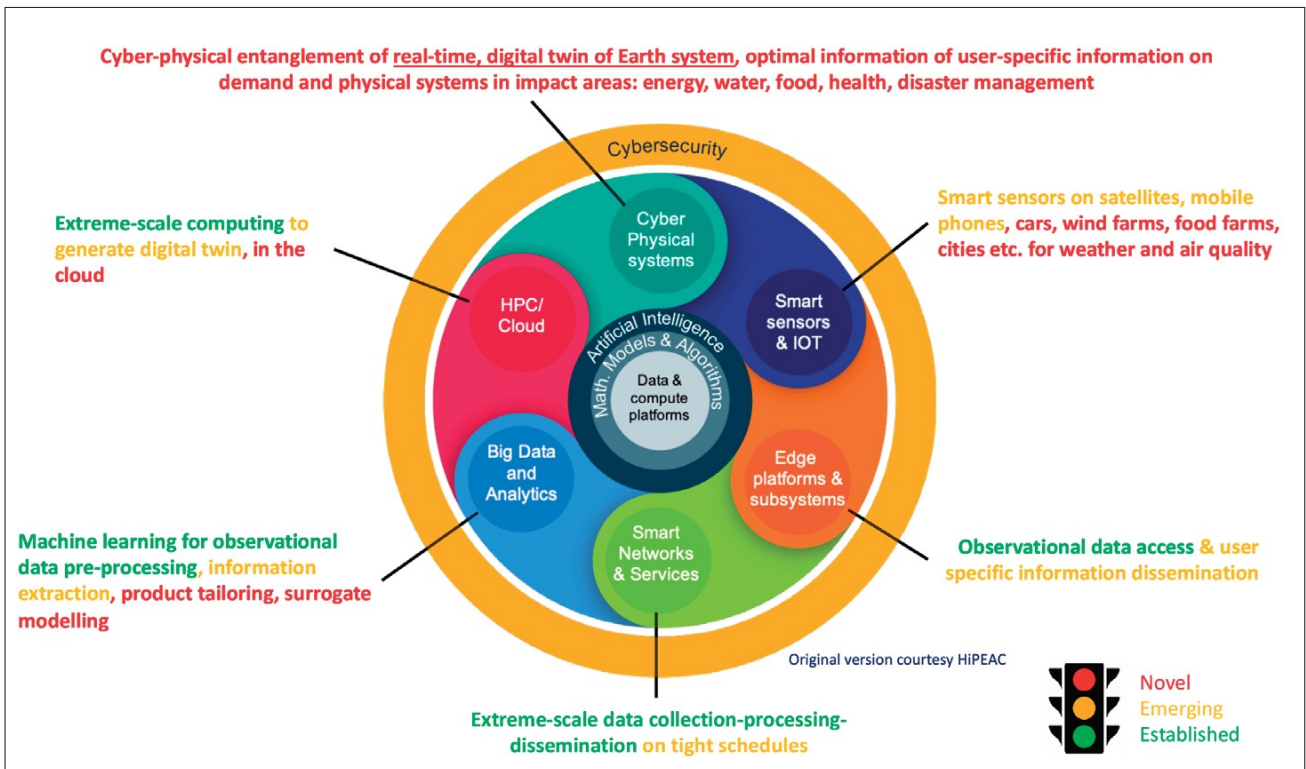 Cyber-physical entanglement of real-time, digital twin of Earth system, optimal information of user-specific information on
demand and physical systems in impact areas: energy, water, food, health, disaster management
Cybersecurity
Extreme-scale computing to
generate digital twin, in the
cloud
Cyber
Physical
systems
Smart sensors on satellites, mobile
phones, cars, wind farms, food farms,
cities etc. for weather and air quality
HPC/
Cloud
Smart
sensors
& IOT
Artificial Intelligence
Math. Models & Algorithms
Data &
compute
platforms
Big Data
and
Analytics
Edge
platforms &
subsystems
Smart
Networks
& Services
Machine learning for observational
data pre-processing, information
extraction, product tailoring, surrogate
modelling
Observational data access & user
specific information dissemination
Original version courtesy HiPEAC
Extreme-scale data collection-processing-
dissemination on tight schedules
Novel
Emerging
Established